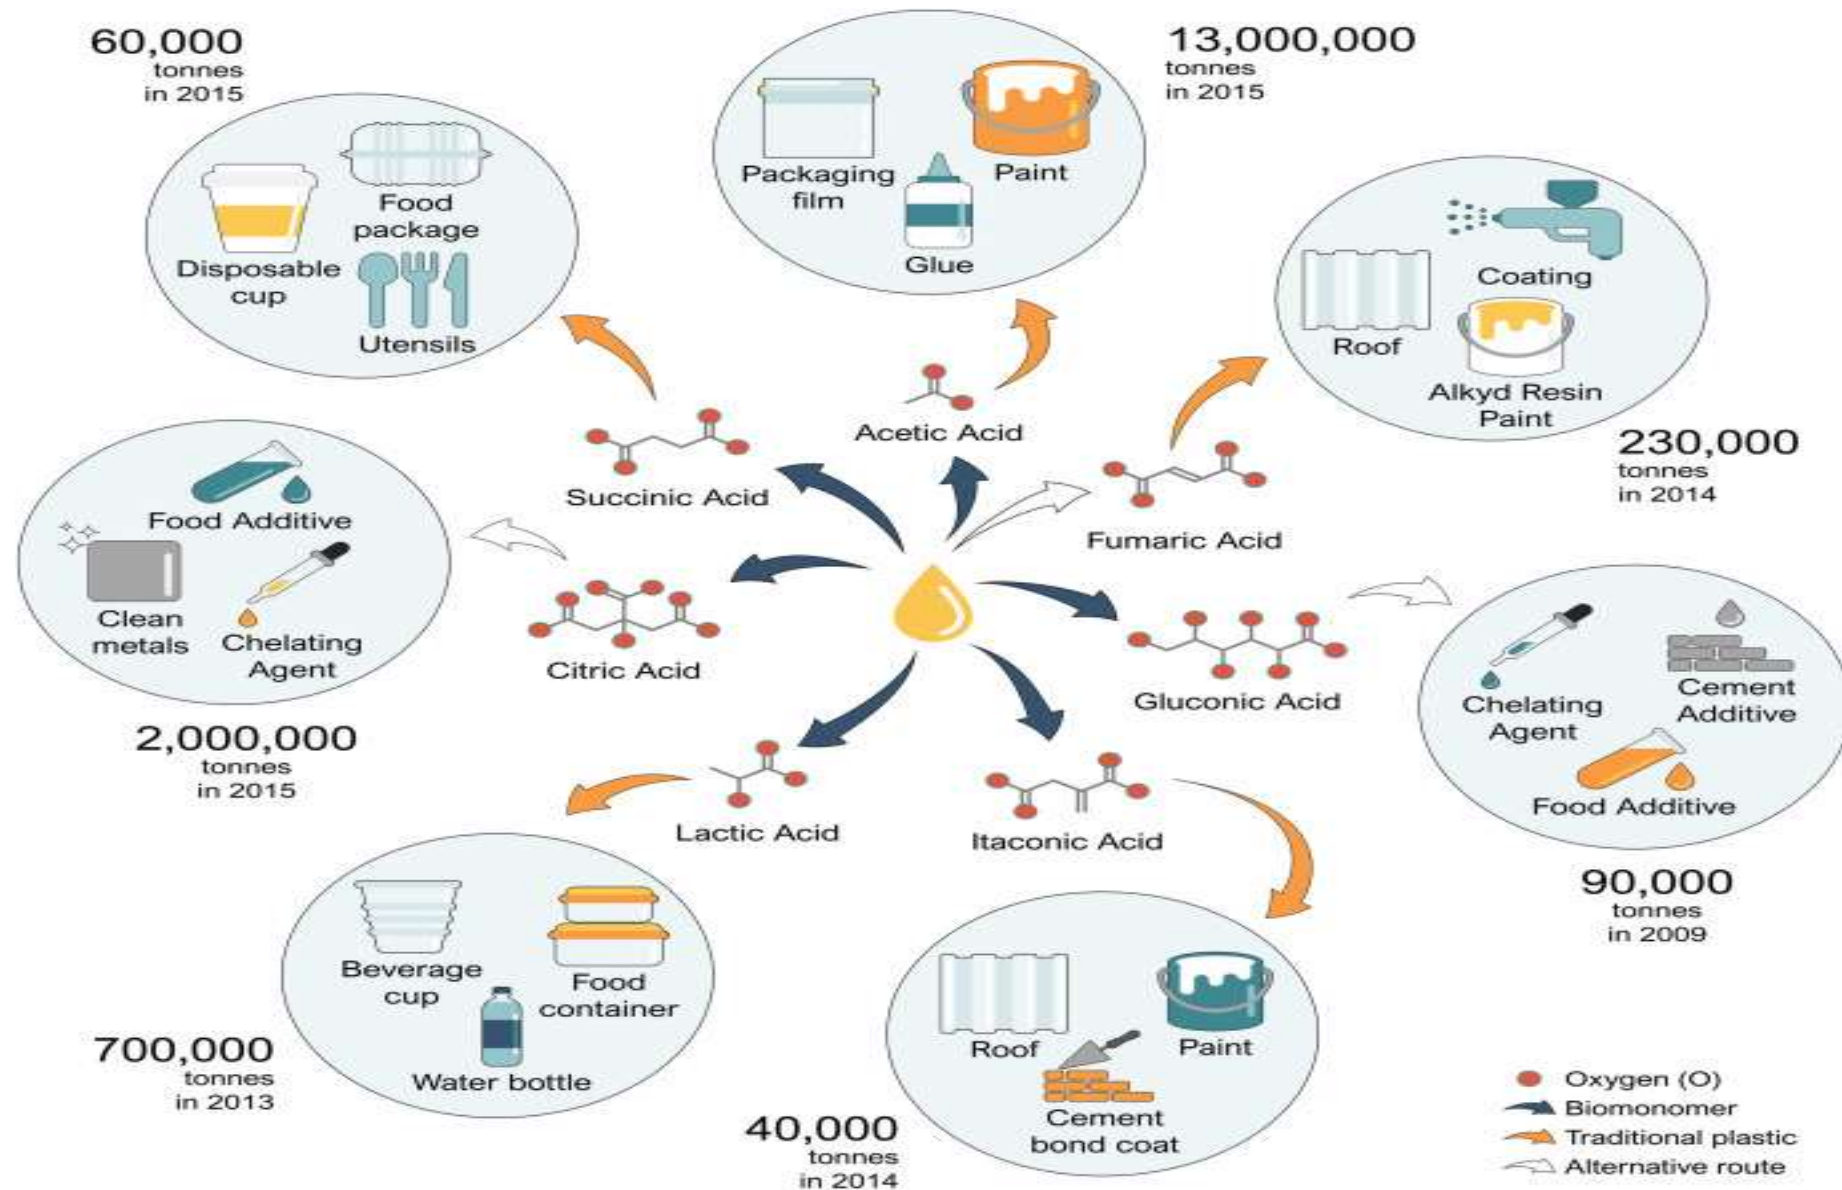 60,000
tonnes
in 2015
Disposable
cup
Food
package
Utensils
13,000,000
tonnes
in 2015
Packaging
film
Paint
Glue
Coating
Roof
Alkyd Resin
Paint
230,000
tonnes
in 2014
Succinic Acid
Acetic Acid
Fumaric Acid
Food Additive
Clean
metals
Chelating
Agent
2,000,000
tonnes
in 2015
Citric Acid
Gluconic Acid
Chelating
Agent
Cement
Additive
Food Additive
90,000
tonnes
in 2009
Lactic Acid
Itaconic Acid
Beverage
cup
Food
container
Water bottle
700,000
tonnes
in 2013
Roof
Paint
Cement
bond coat
40,000
tonnes
in 2014
Oxygen (O)
Biomonomer
Traditional plastic
Alternative route